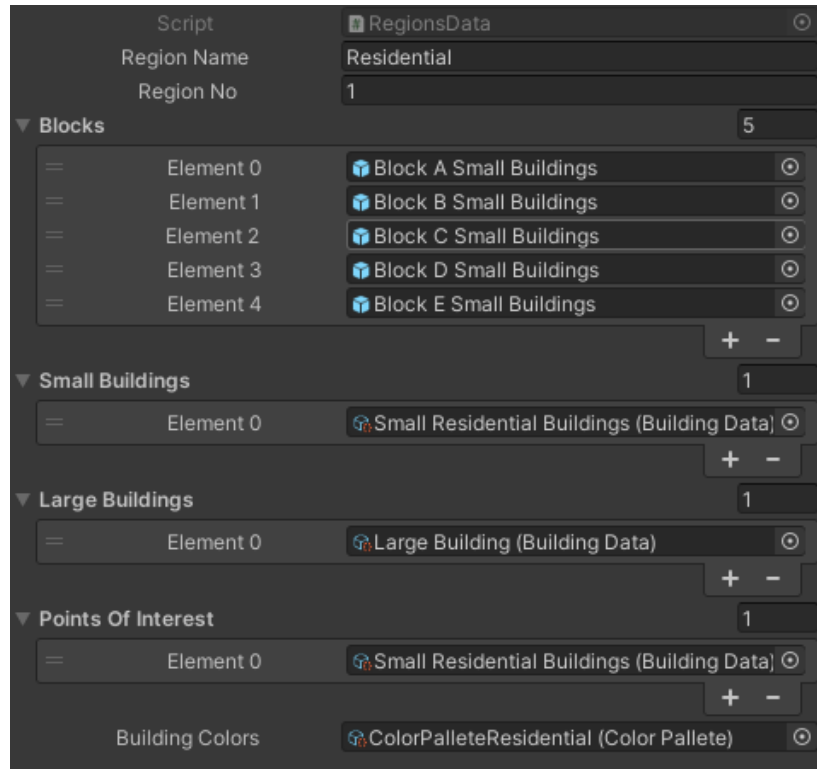 Script RegionsData
Region Name Residential
Region No 1
Blocks 5
Element 0 Block A Small Buildings
Element 1 Block B Small Buildings
Element 2 Block C Small Buildings
Element 3 Block D Small Buildings
Element 4 Block E Small Buildings
+ -
Small Buildings 1
Element 0 Small Residential Buildings (Building Data)
+ -
Large Buildings 1
Element 0 Large Building (Building Data)
+ -
Points Of Interest 1
Element 0 Small Residential Buildings (Building Data)
+ -
Building Colors ColorPalleteResidential (Color Pallete)